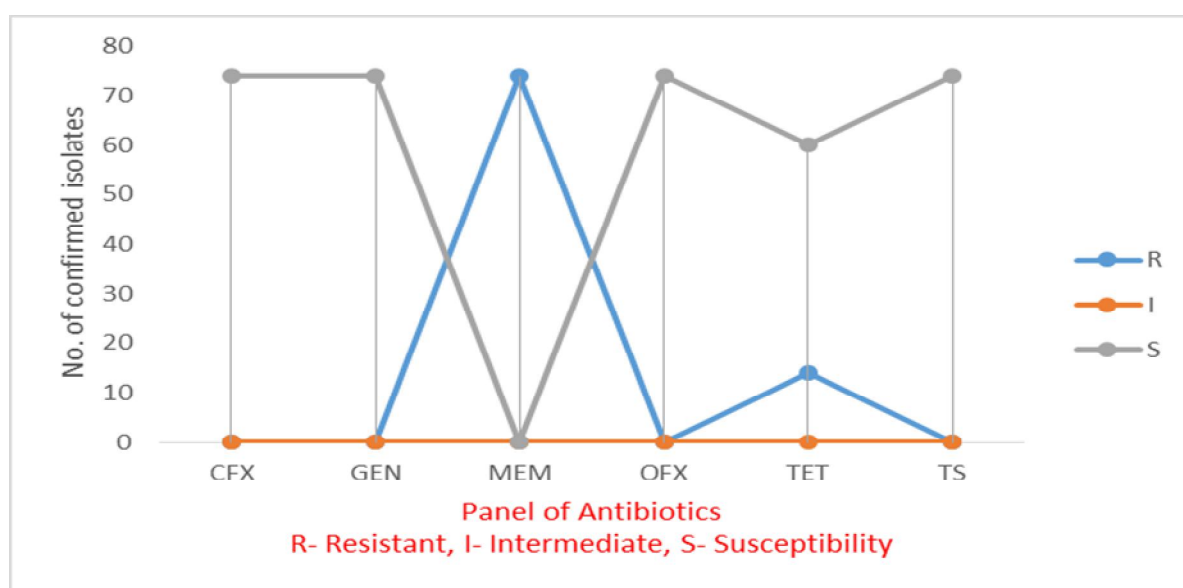 80
70
60
50
40
30
20
10
0
No. of confirmed isolates
CFX GEN MEM OFX TET TS
R
I
S
Panel of Antibiotics
R- Resistant, I- Intermediate, S- Susceptibility